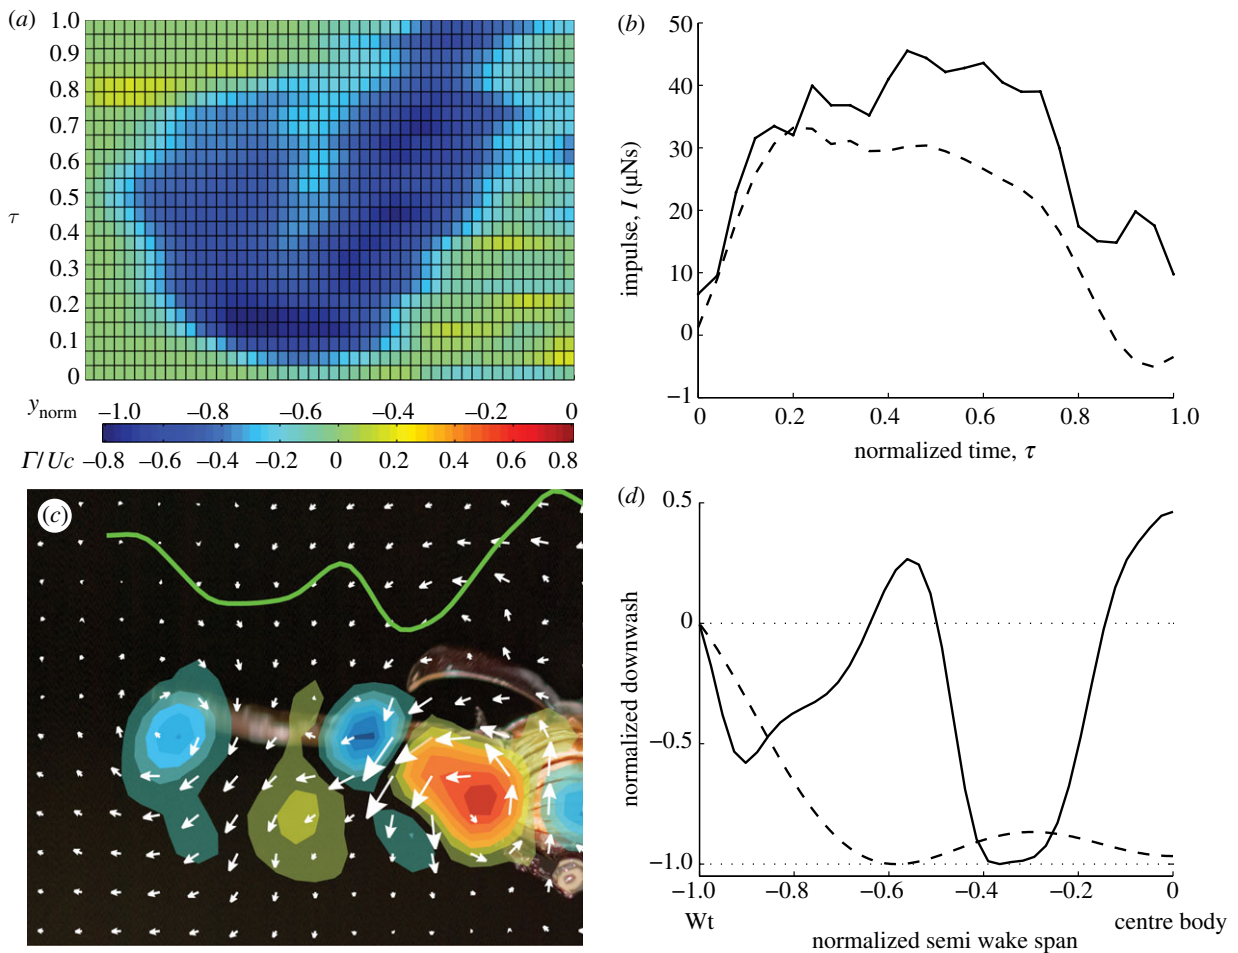 (a)
1.0
0.9
0.8
0.7
0.6
0.5
τ
0.4
0.3
0.2
0.1
0
y norm
−1.0 −0.8 −0.6 −0.4 −0.2 0
Γ/Uc −0.8 −0.6 −0.4 −0.2 0 0.2 0.4 0.6 0.8
(b)
50
40
30
20
10
0
−1
impulse, I (µNs)
0 0.2 0.4 0.6 0.8 1.0
normalized time, τ
(c)
(d)
0.5
0
−0.5
−1.0
normalized downwash
−1.0 −0.8 −0.6 −0.4 −0.2 0
Wt centre body
normalized semi wake span